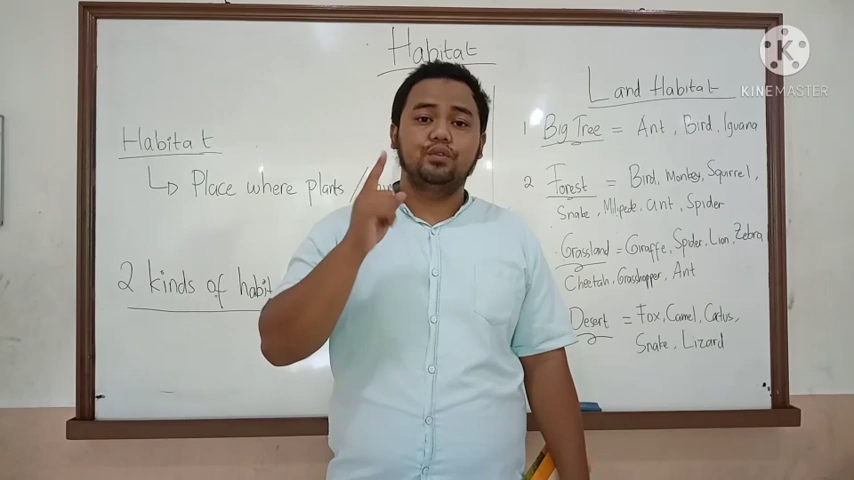 Habitat
Habitat
Place where plants /
2 kinds of habit
Land Habitat
1 Big Tree = Ant, Bird, Iguana
2 Forest = Bird, Monkey, Squirrel,
Snake, Milipede, ant, Spider
Grassland = Giraffe, Spider, Lion, Zebra
Cheetah, Grasshopper, Ant
Desert = Fox, Camel, Cactus,
Snake, Lizard
K
KINEMASTER